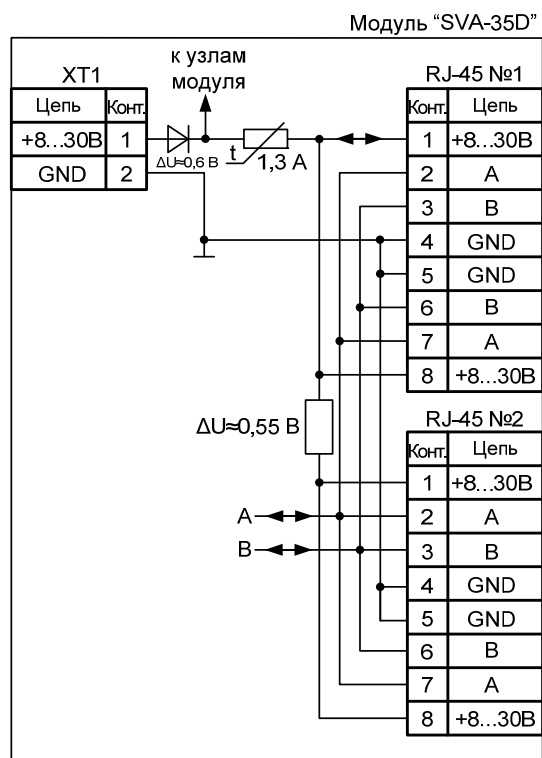 Модуль “SVA-35D”
к узлам
модуля
XT1
Цепь Конт.
+8...30В 1
GND 2
ΔU≈0,6 В
t
1,3 А
RJ-45 №1
Конт. Цепь
1 +8...30В
2 A
3 B
4 GND
5 GND
6 B
7 A
8 +8...30В
ΔU≈0,55 В
A
B
RJ-45 №2
Конт. Цепь
1 +8...30В
2 A
3 B
4 GND
5 GND
6 B
7 A
8 +8...30В